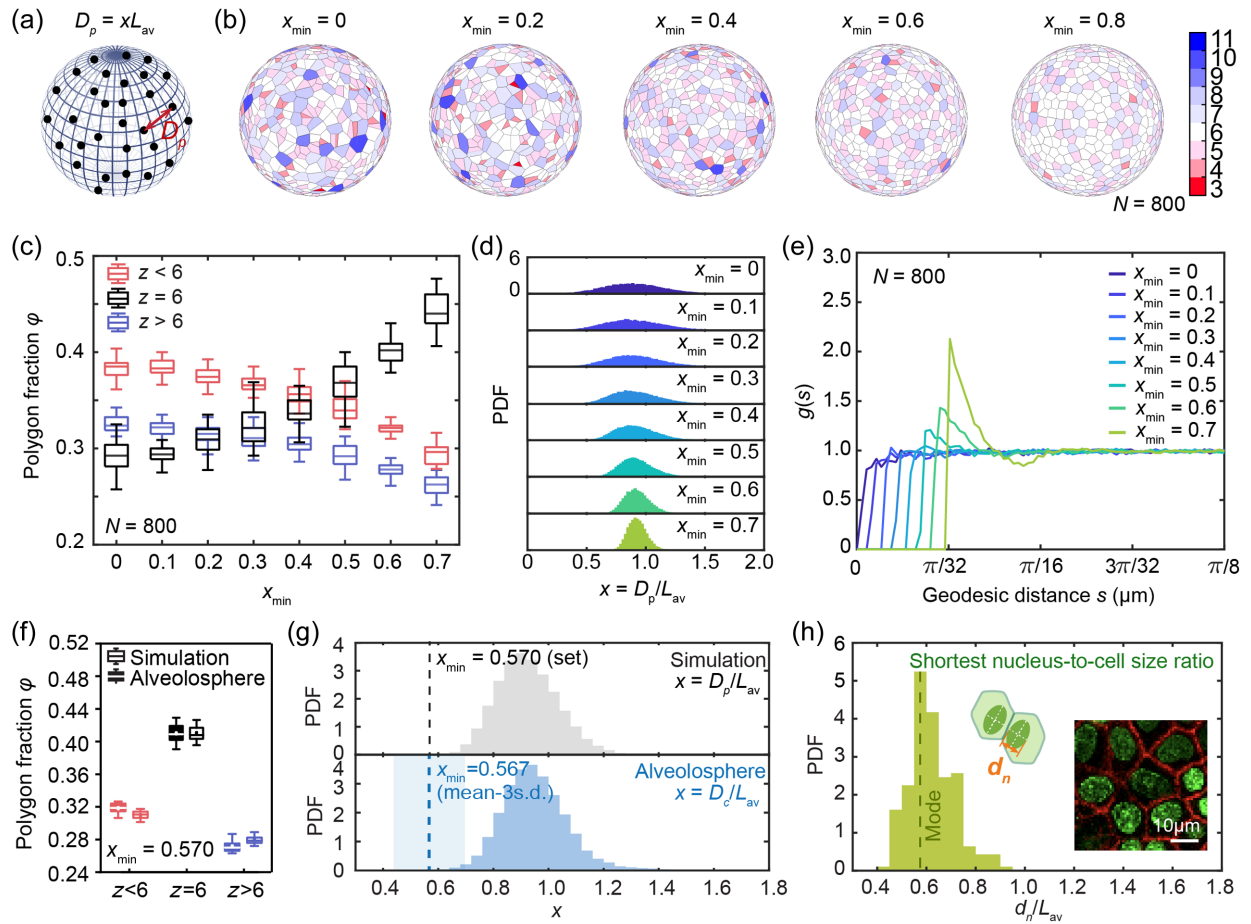 (a)
D_p = xL_av
D_p
(b)
x_min = 0
x_min = 0.2
x_min = 0.4
x_min = 0.6
x_min = 0.8
11
10
9
8
7
6
5
4
3
N = 800
(c)
Polygon fraction φ
0.5
0.4
0.3
0.2
z < 6
z = 6
z > 6
N = 800
0 0.1 0.2 0.3 0.4 0.5 0.6 0.7
x_min
(d)
PDF
6
0
x_min = 0
x_min = 0.1
x_min = 0.2
x_min = 0.3
x_min = 0.4
x_min = 0.5
x_min = 0.6
x_min = 0.7
0 0.5 1.0 1.5 2.0
x = D_p/L_av
(e)
g(s)
3.0
2.5
2.0
1.5
1.0
0.5
0
N = 800
x_min = 0
x_min = 0.1
x_min = 0.2
x_min = 0.3
x_min = 0.4
x_min = 0.5
x_min = 0.6
x_min = 0.7
0 π/32 π/16 3π/32 π/8
Geodesic distance s (μm)
(f)
Polygon fraction φ
0.52
0.48
0.44
0.40
0.36
0.32
0.28
0.24
Simulation
Alveolosphere
x_min = 0.570
z<6 z=6 z>6
(g)
PDF
4
3
2
1
0
x_min = 0.570 (set)
Simulation
x = D_p/L_av
PDF
4
3
2
1
0
x_min=0.567
(mean-3s.d.)
Alveolosphere
x = D_c/L_av
0.4 0.6 0.8 1.0 1.2 1.4 1.6 1.8
x
(h)
PDF
6
5
4
3
2
1
0
Shortest nucleus-to-cell size ratio
Mode
d_n
10μm
0.4 0.6 0.8 1.0 1.2 1.4 1.6 1.8
d_n/L_av